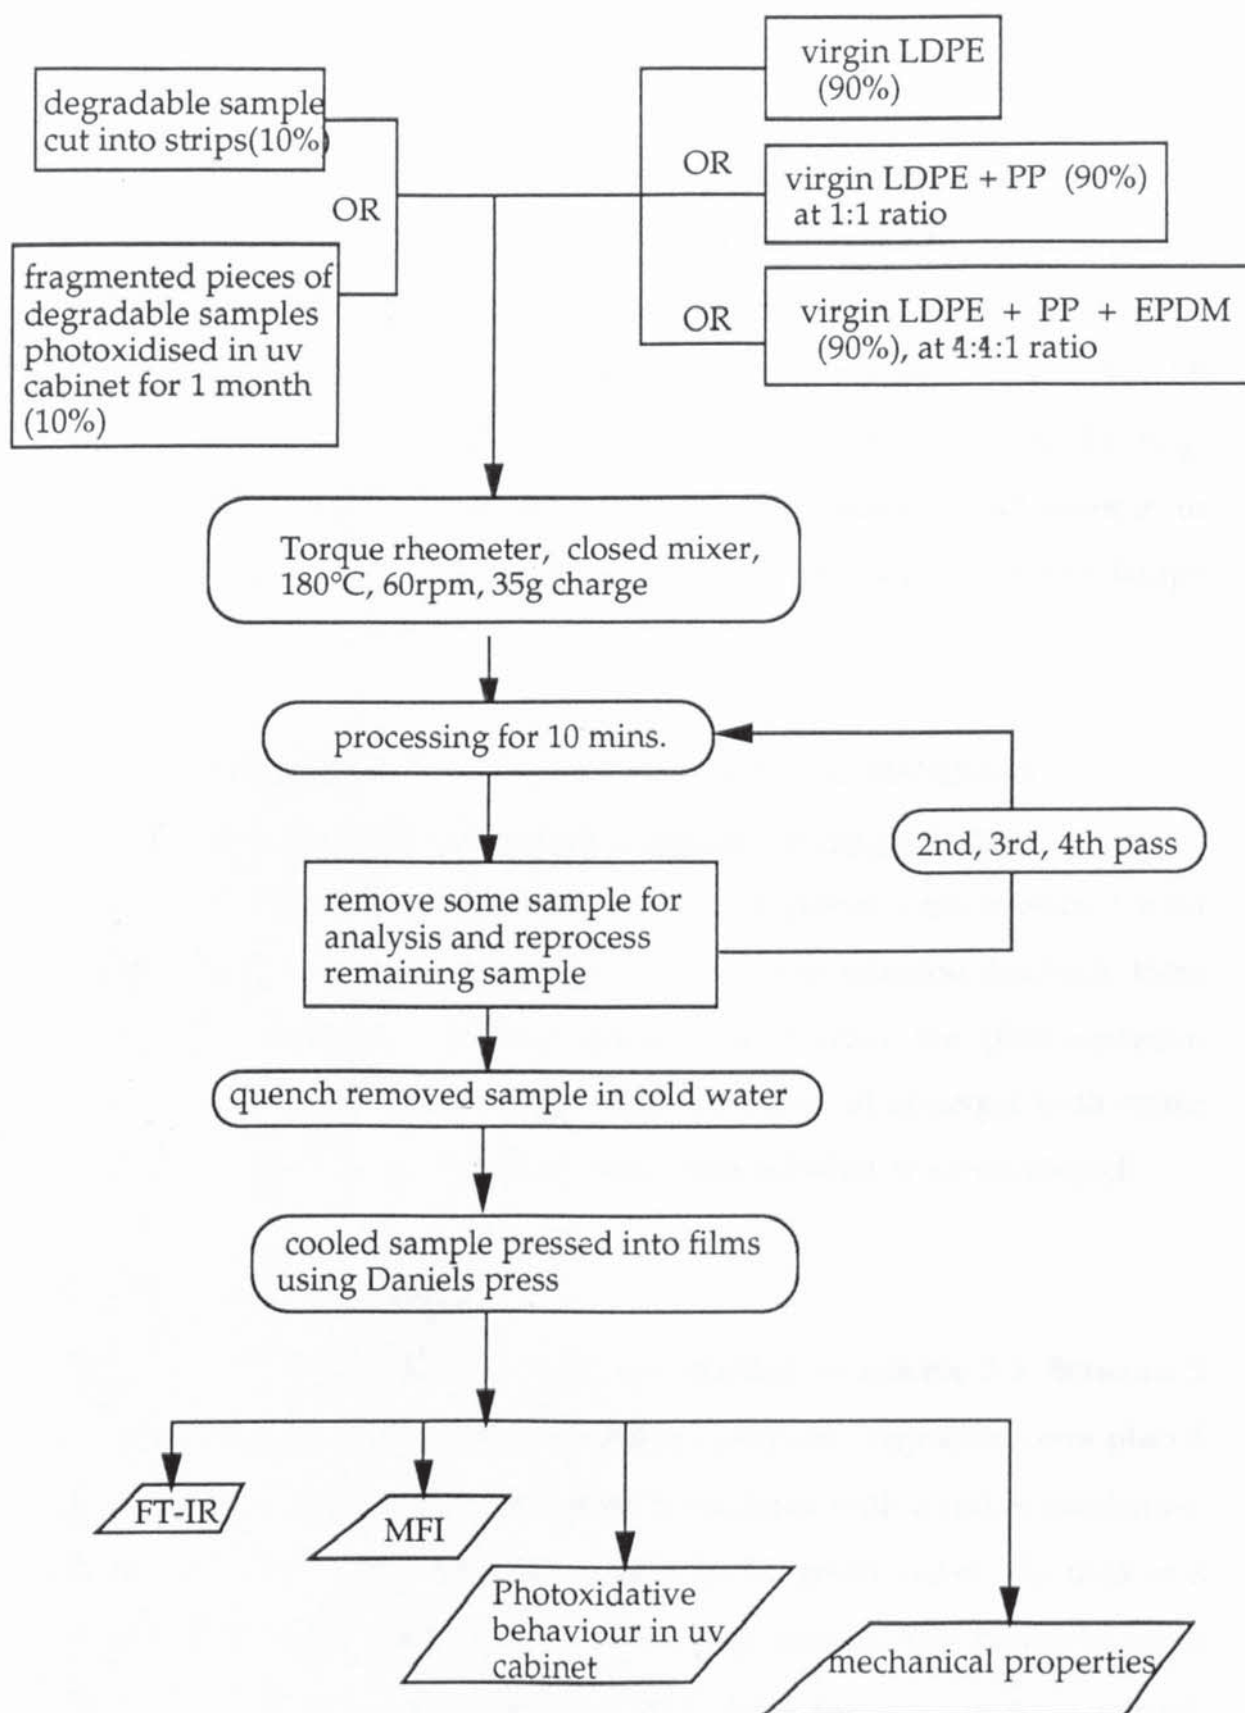 degradable sample
cut into strips(10%)
OR
fragmented pieces of
degradable samples
photoxidised in uv
cabinet for 1 month
(10%)
virgin LDPE
(90%)
OR
virgin LDPE + PP (90%)
at 1:1 ratio
OR
virgin LDPE + PP + EPDM
(90%), at 4:4:1 ratio
Torque rheometer, closed mixer,
180°C, 60rpm, 35g charge
processing for 10 mins.
2nd, 3rd, 4th pass
remove some sample for
analysis and reprocess
remaining sample
quench removed sample in cold water
cooled sample pressed into films
using Daniels press
FT-IR
MFI
Photoxidative
behaviour in uv
cabinet
mechanical properties